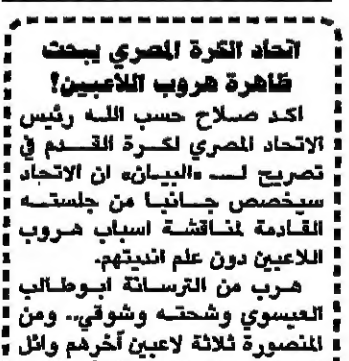 اتحاد الكرة المصري يبحث
ظاهرة هروب اللاعبين!
اكد صلاح حسب الله رئيس
الاتحاد المصري لكرة القدم في
تصريح لـ «البيان» ان الاتحاد
سيخصص جانبا من جلسته
القادمة لمناقشة اسباب هروب
اللاعبين دون علم انديتهم.
هرب من الترسانة ابوطالب
العيسوي وشحته وشوقي.. ومن
المنصورة ثلاثة لاعبين آخرهم وائل